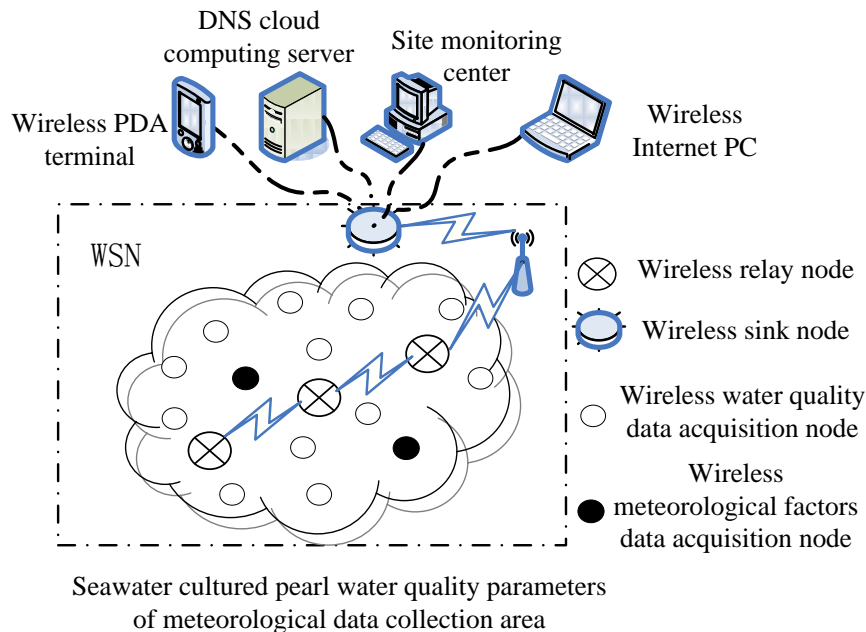 DNS cloud
computing server
Site monitoring
center
Wireless PDA
terminal
Wireless
Internet PC
WSN
Wireless relay node
Wireless sink node
Wireless water quality
data acquisition node
Wireless
meteorological factors
data acquisition node
Seawater cultured pearl water quality parameters
of meteorological data collection area